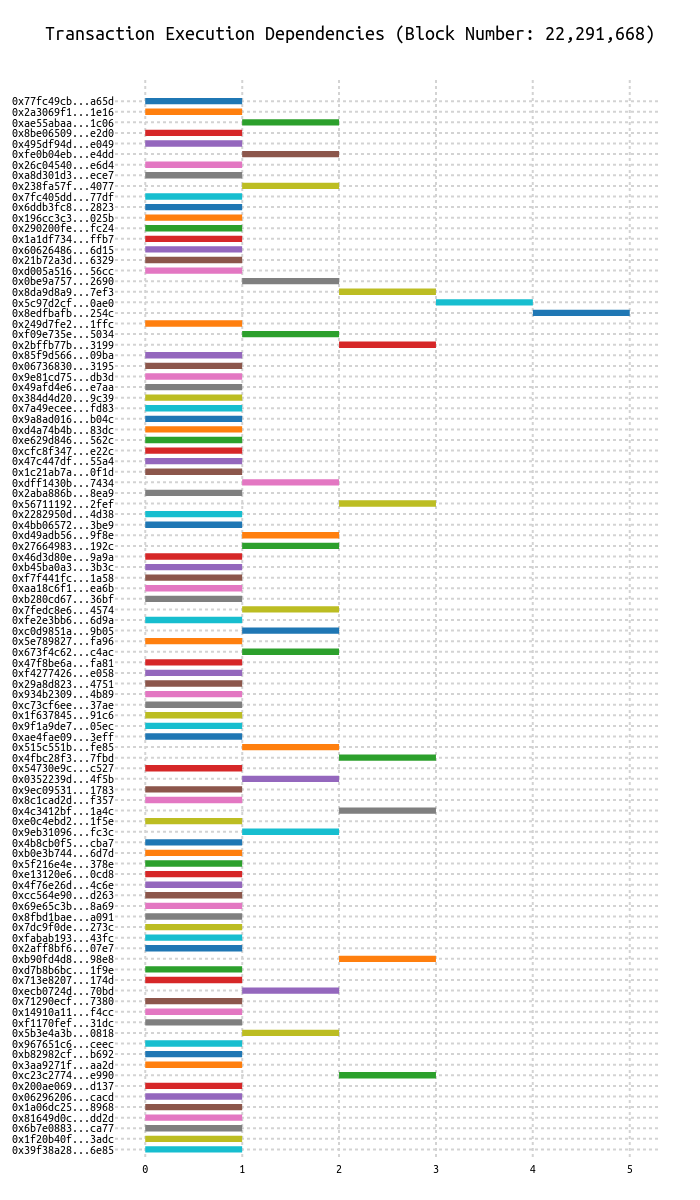 Transaction Execution Dependencies (Block Number: 22,291,668)
0x77fc49cb...a65d
0x2a3069f1...1e16
0xae55abaa...1c06
0x8be06509...e2d0
0x495df94d...e049
0xfe0b04eb...e4dd
0x26c04540...e6d4
0xa8d301d3...ece7
0x238fa57f...4077
0x7fc405dd...77df
0x6ddb3fc8...2823
0x196cc3c3...025b
0x290200fe...fc24
0x1a1df734...ffb7
0x60626486...6d15
0x21b72a3d...6329
0xd005a516...56cc
0x0be9a757...2690
0x8da9d8a9...7ef3
0x5c97d2cf...0ae0
0x8edfbafb...254c
0x249d7fe2...1ffc
0xf09e735e...5034
0x2bffb77b...3199
0x85f9d566...09ba
0x06736830...3195
0x9e81cd75...db3d
0x49afd4e6...e7aa
0x384d4d20...9c39
0x7a49ecee...fd83
0x9a8ad016...b04c
0xd4a74b4b...83dc
0xe629d846...562c
0xcfc8f347...e22c
0x47c447df...55a4
0x1c21ab7a...0f1d
0xdff1430b...7434
0x2aba886b...8ea9
0x56711192...2fef
0x2282950d...4d38
0x4bb06572...3be9
0xd49adb56...9f8e
0x27664983...192c
0x46d3d80e...9a9a
0xb45ba0a3...3b3c
0xf7f441fc...1a58
0xaa18c6f1...ea6b
0xb280cd67...36bf
0x7fedc8e6...4574
0xfe2e3bb6...6d9a
0xc0d9851a...9b05
0x5e789827...fa96
0x673f4c62...c4ac
0x47f8be6a...fa81
0xf4277426...e058
0x29a8d823...4751
0x934b2309...4b89
0xc73cf6ee...37ae
0x1f637845...91c6
0x9f1a9de7...05ec
0xae4fae09...3eff
0x515c551b...fe85
0x4fbc28f3...7fbd
0x54730e9c...c527
0x0352239d...4f5b
0x9ec09531...1783
0x8c1cad2d...f357
0x4c3412bf...1a4c
0xe0c4ebd2...1f5e
0x9eb31096...fc3c
0x4b8cb0f5...cba7
0xb0e3b744...6d7d
0x5f216e4e...378e
0xe13120e6...0cd8
0x4f76e26d...4c6e
0xcc564e90...d263
0x69e65c3b...8a69
0x8fbd1bae...a091
0x7dc9f0de...273c
0xfabab193...43fc
0x2aff8bf6...07e7
0xb90fd4d8...98e8
0xd7b8b6bc...1f9e
0x713e8207...174d
0xecb0724d...70bd
0x71290ecf...7380
0x14910a11...f4cc
0xf1170fef...31dc
0x5b3e4a3b...0818
0x967651c6...ceec
0xb82982cf...b692
0x3aa9271f...aa2d
0xc23c2774...e990
0x200ae069...d137
0x06296206...cacd
0x1a06dc25...8968
0x81649d0c...dd2d
0x6b7e0883...ca77
0x1f20b40f...3adc
0x39f38a28...6e85
0 1 2 3 4 5